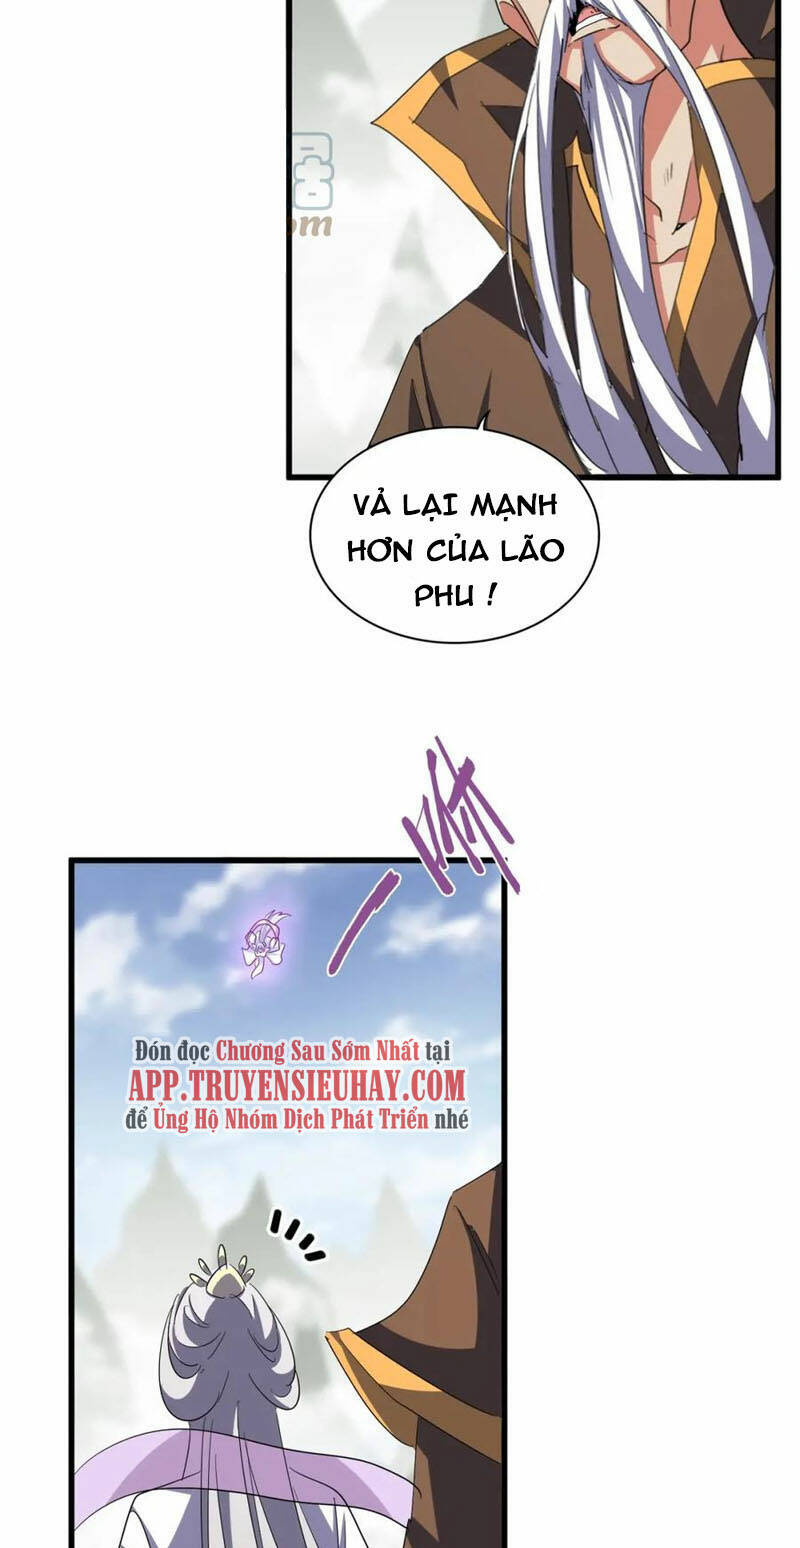 om
VẢ LẠI MẠNH
HƠN CỦA LÃO
PHU !
Đón đọc Chương Sau Sớm Nhất tại
APP.TRUYENSIEUHAY.COM
để Ủng Hộ Nhóm Dịch Phát Triển nhé